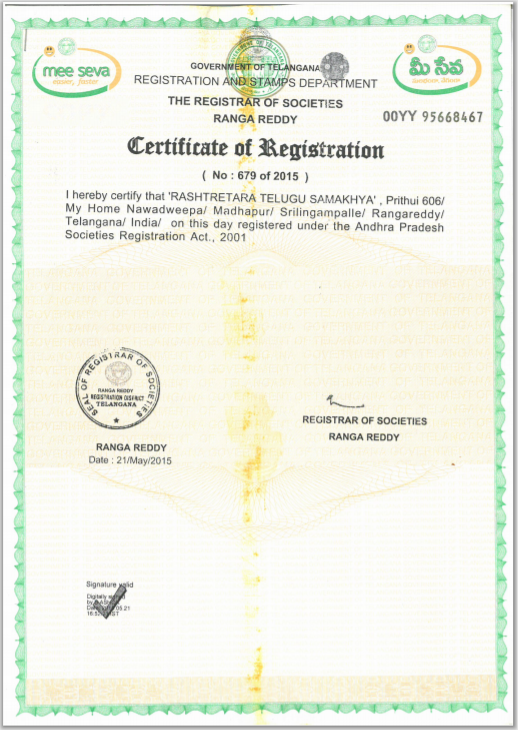 mee seva
easier, faster
GOVERNMENT OF TELANGANA
REGISTRATION AND STAMPS DEPARTMENT
THE REGISTRAR OF SOCIETIES
RANGA REDDY
మీ సేవ
00YY 95668467
Certificate of Registration
( No : 679 of 2015 )
I hereby certify that 'RASHTRETARA TELUGU SAMAKHYA' , Prithui 606/
My Home Nawadweepa/ Madhapur/ Srilingampalle/ Rangareddy/
Telangana/ India/ on this day registered under the Andhra Pradesh
Societies Registration Act., 2001
SEAL OF REGISTRAR OF SOCIETIES
RANGA REDDY
REGISTRATION DISTRICT
TELANGANA
REGISTRAR OF SOCIETIES
RANGA REDDY
RANGA REDDY
Date : 21/May/2015
Signature valid
Digitally signed
by
Date 05.21
16:52 IST